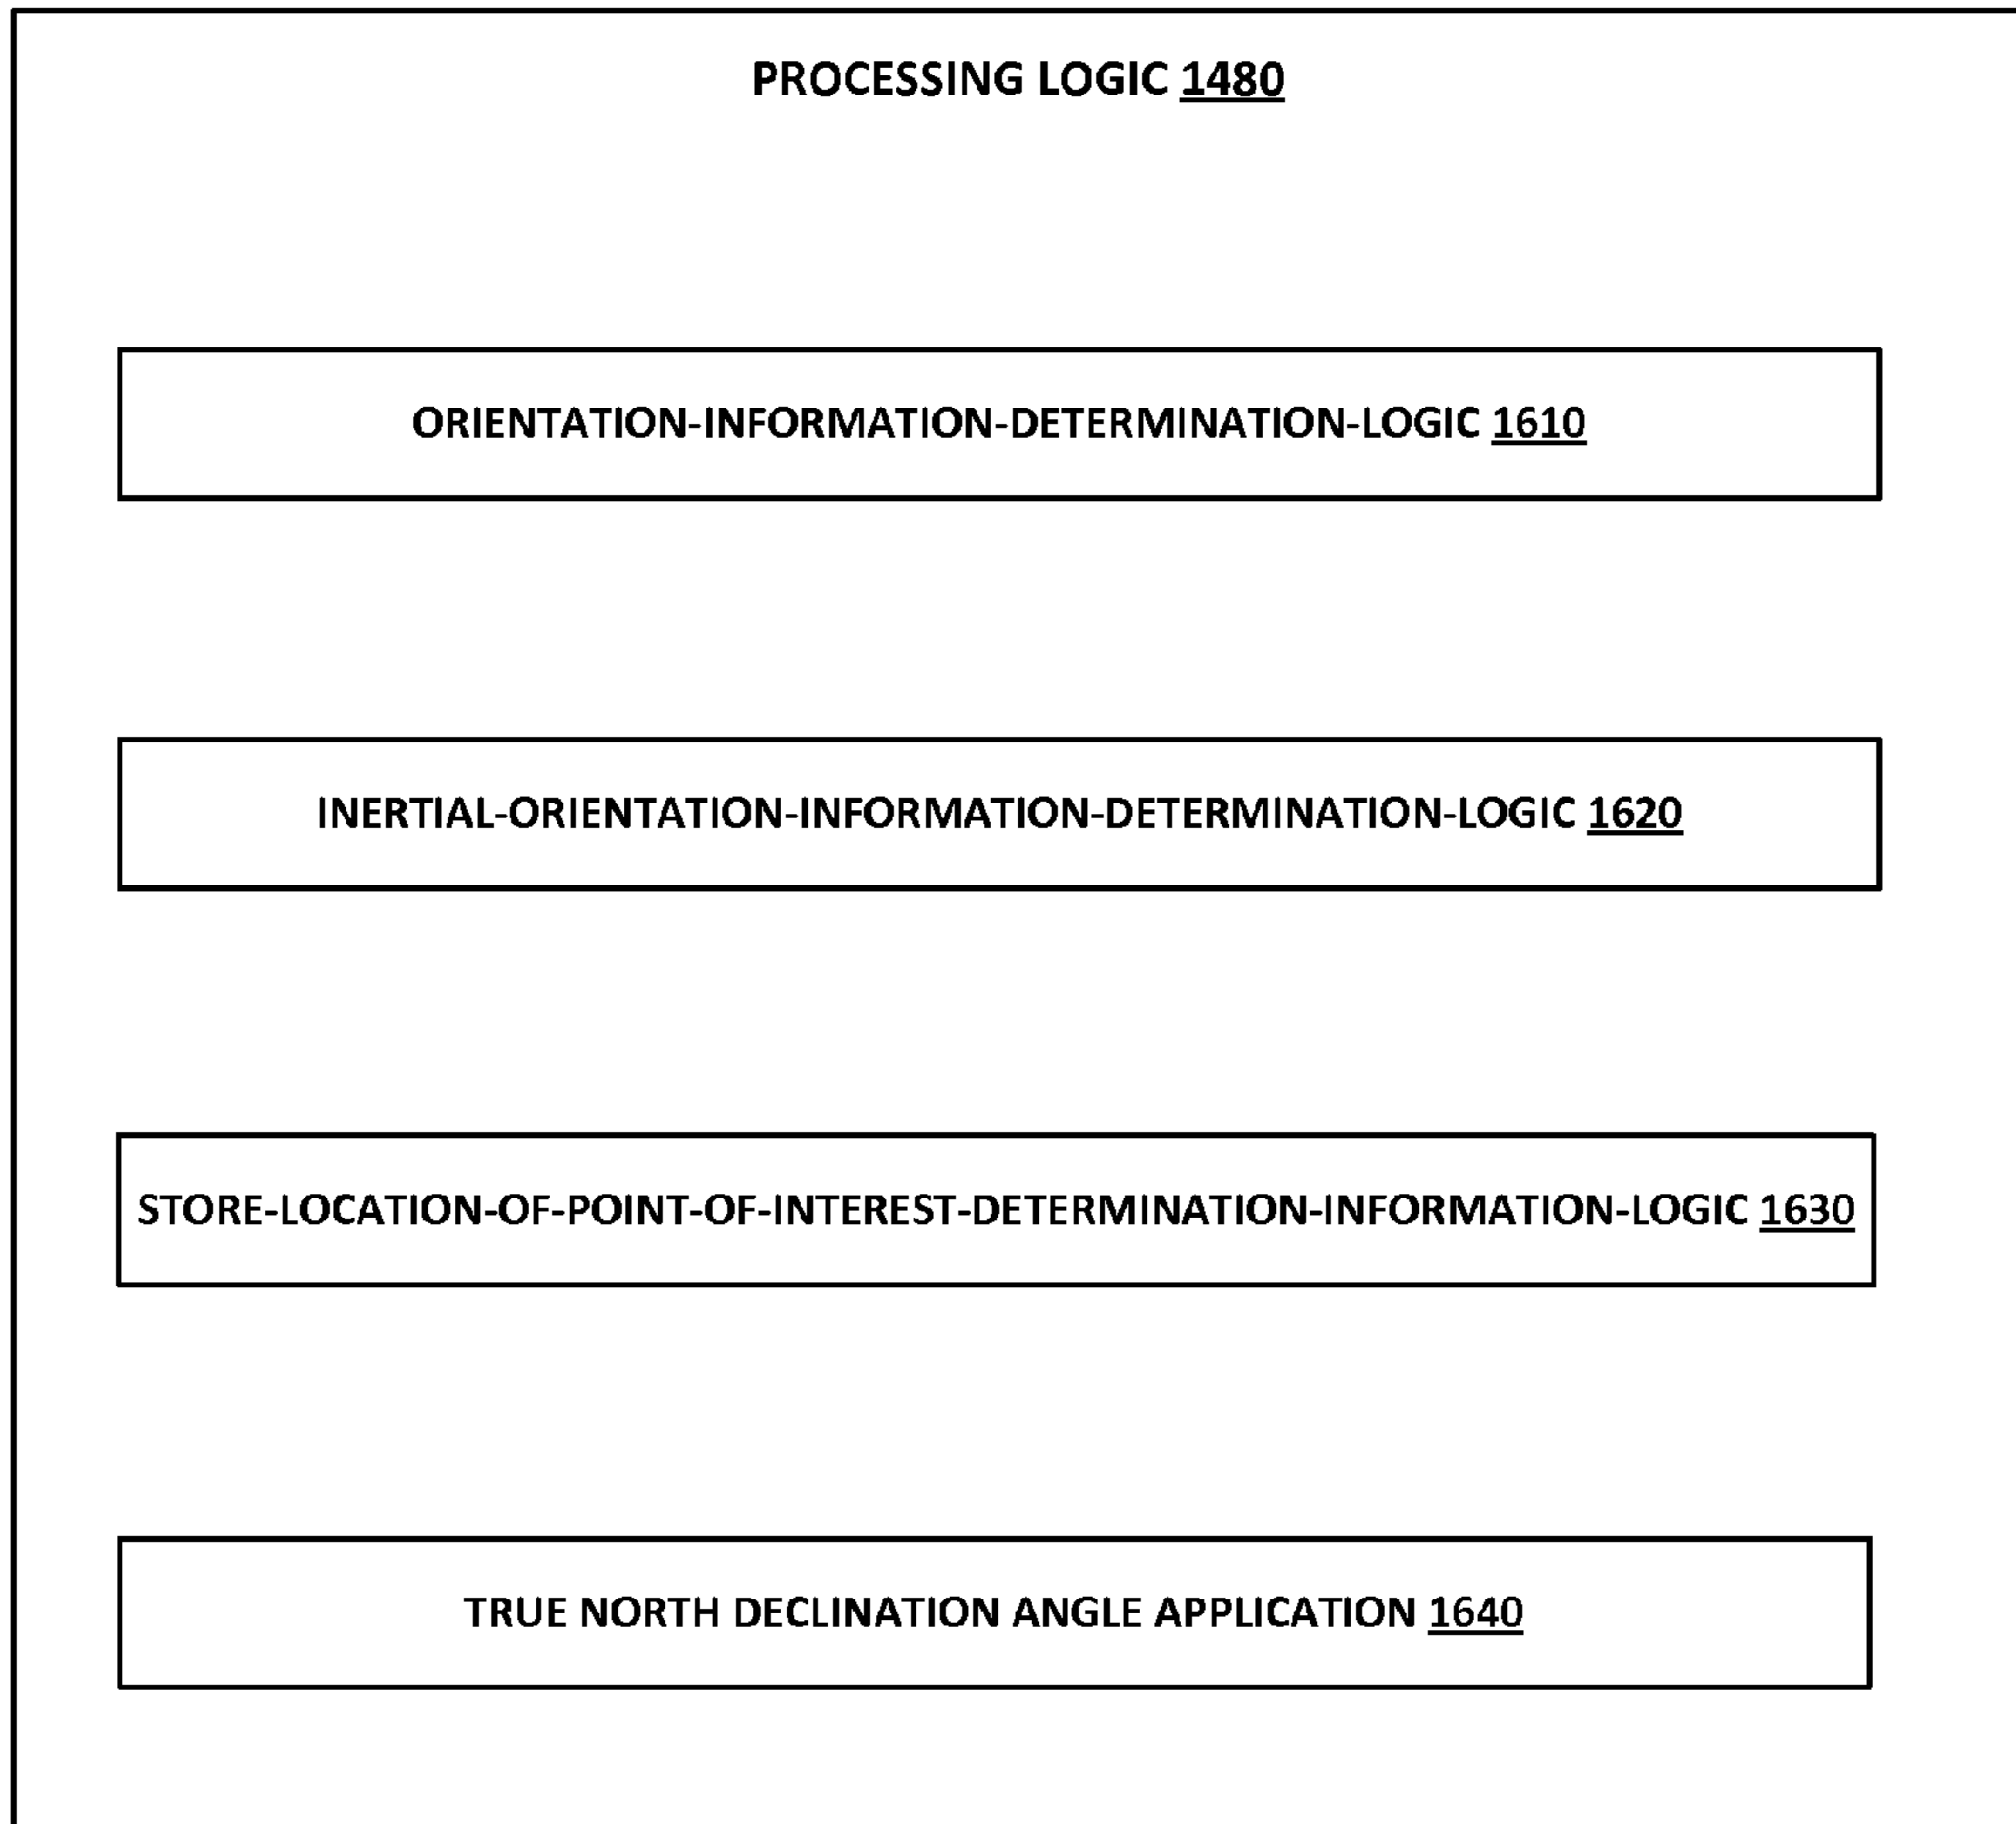 PROCESSING LOGIC 1480
ORIENTATION-INFORMATION-DETERMINATION-LOGIC 1610
INERTIAL-ORIENTATION-INFORMATION-DETERMINATION-LOGIC 1620
STORE-LOCATION-OF-POINT-OF-INTEREST-DETERMINATION-INFORMATION-LOGIC 1630
TRUE NORTH DECLINATION ANGLE APPLICATION 1640